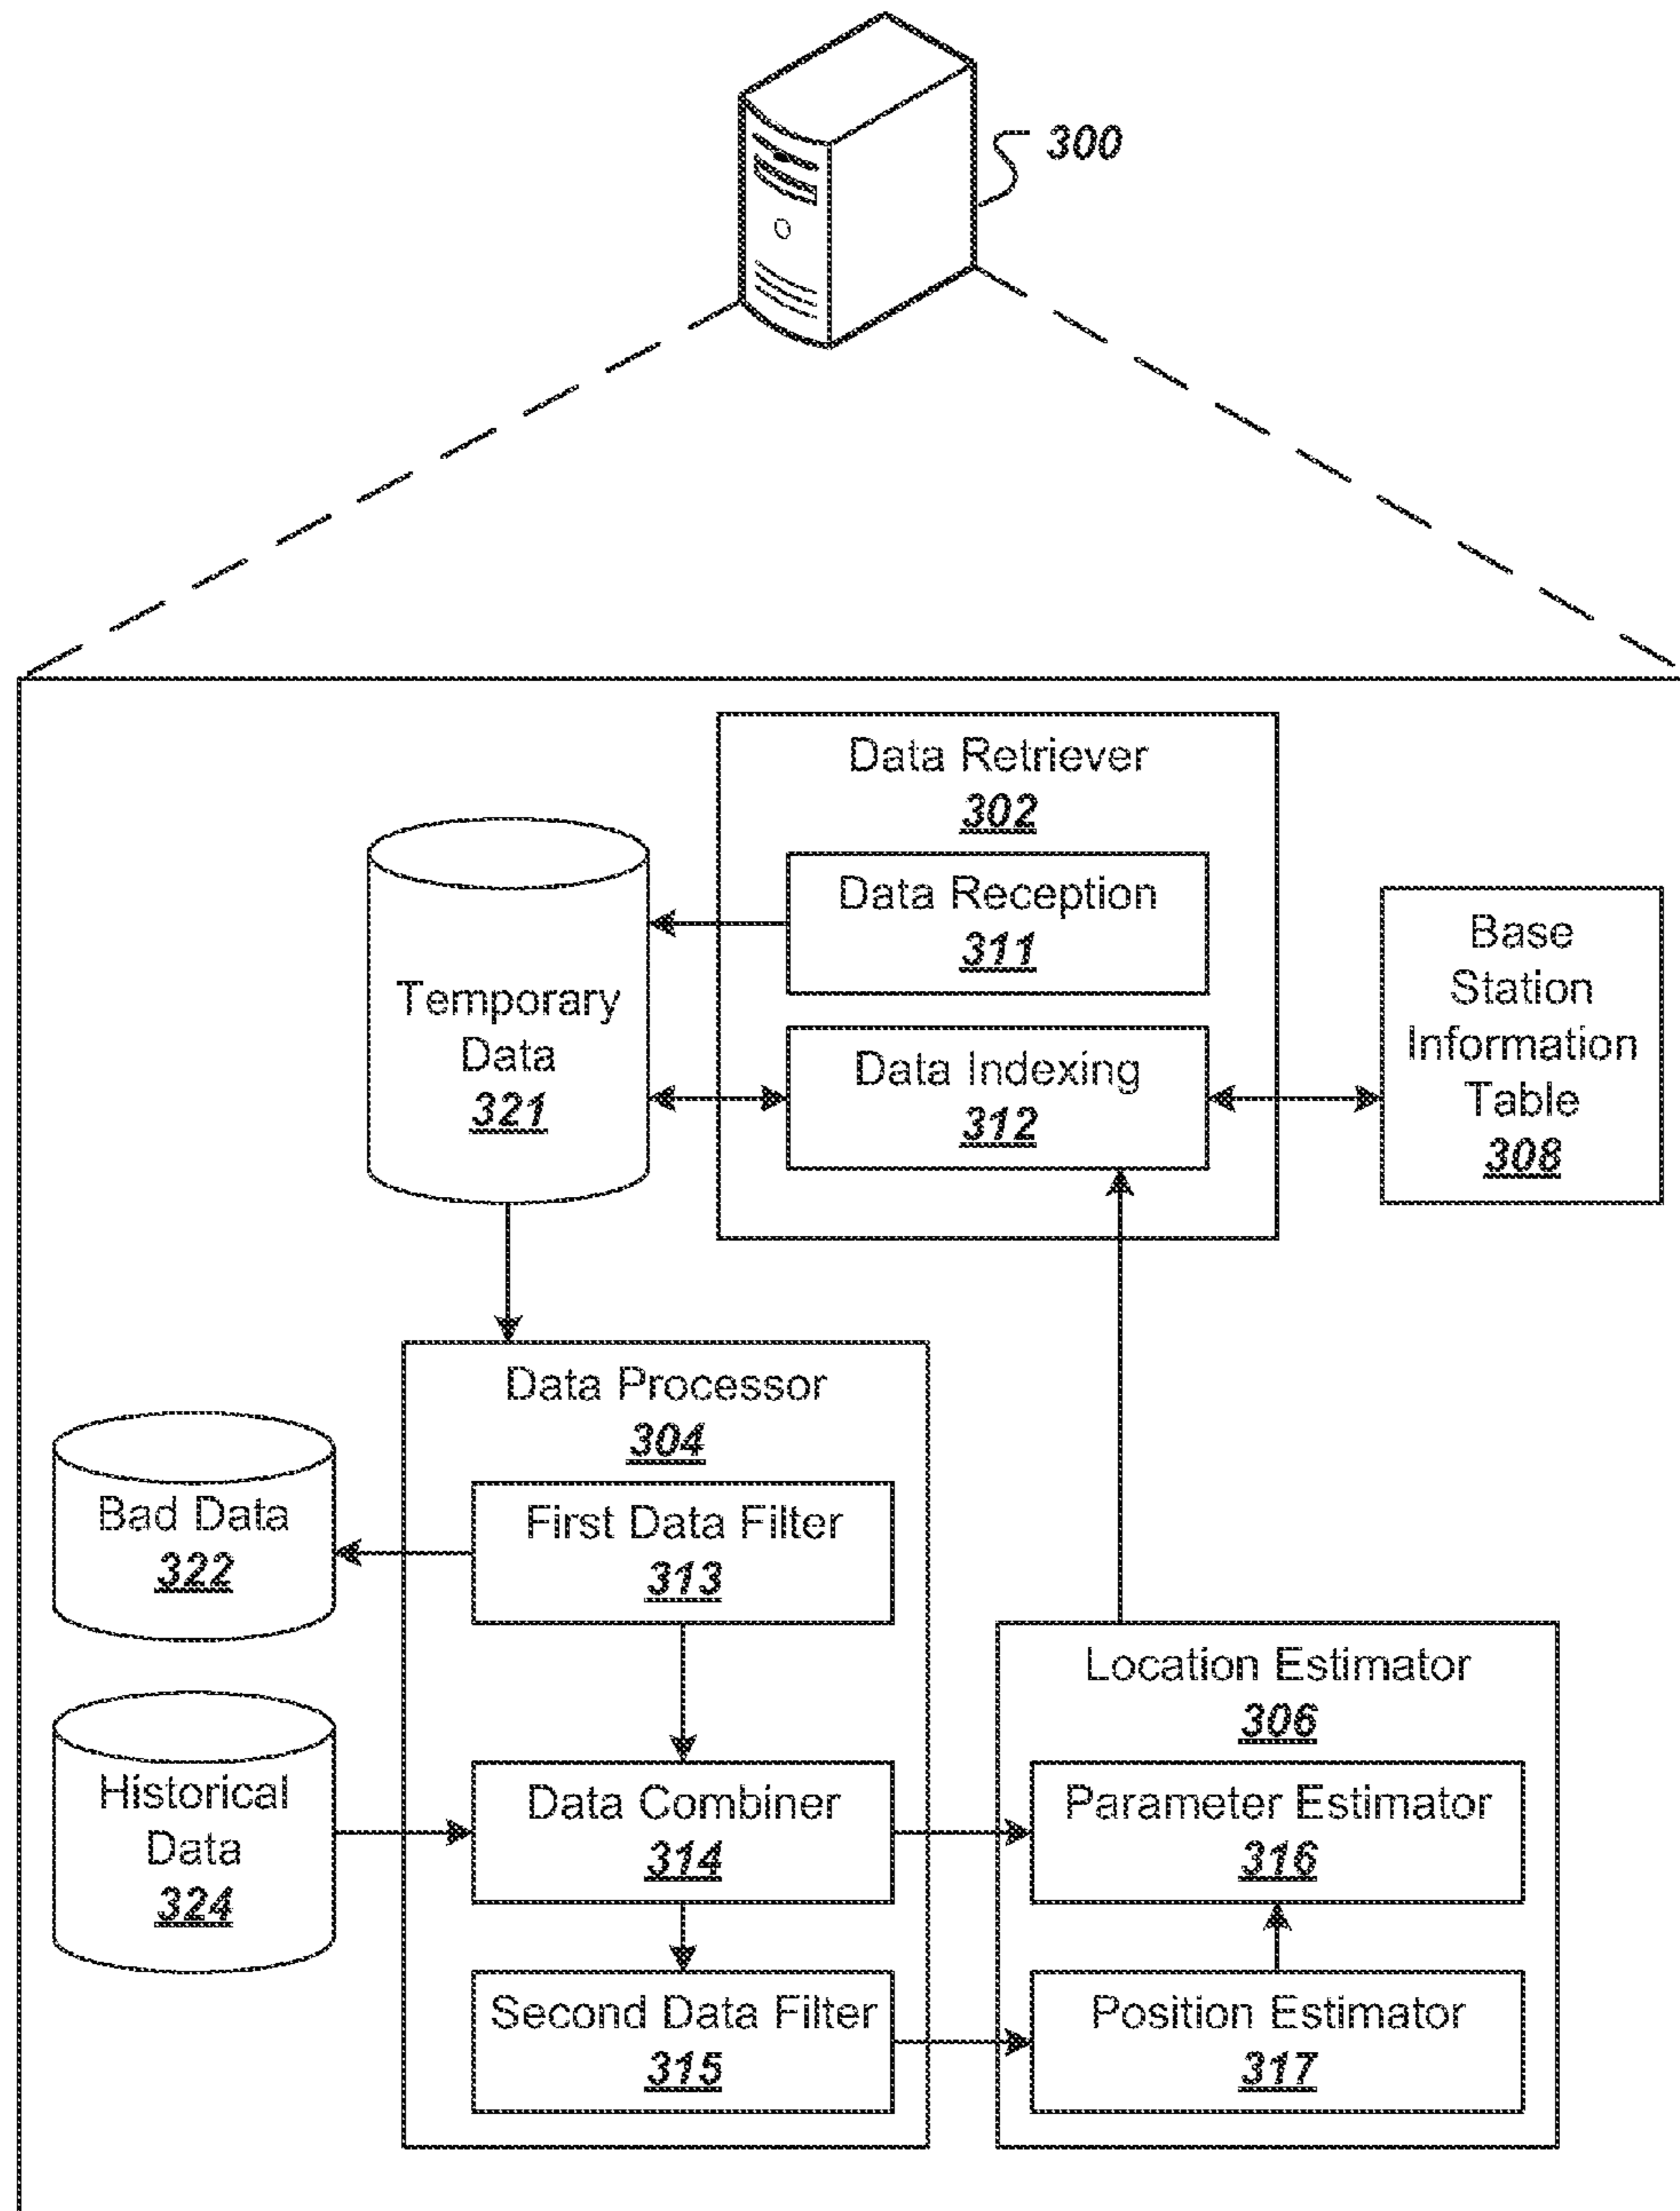 300
Data Retriever
302
Data Reception
311
Temporary
Data
321
Data Indexing
312
Base
Station
Information
Table
308
Data Processor
304
Bad Data
322
First Data Filter
313
Location Estimator
306
Historical
Data
324
Data Combiner
314
Parameter Estimator
316
Second Data Filter
315
Position Estimator
317